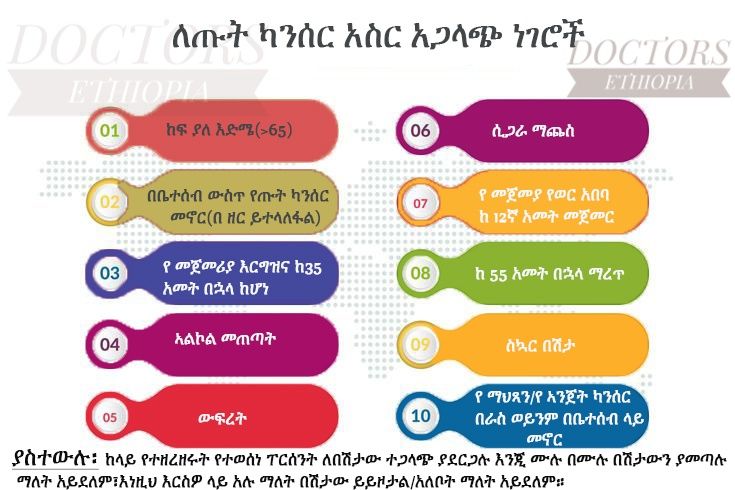 ለጡት ካንሰር አስር አጋላጭ ነገሮች
DOCTORS
ETHIOPIA
DOCTORS
ETHIOPIA
01
ከፍ ያለ እድሜ(>65)
02
በቤተሰብ ውስጥ የጡት ካንሰር
መኖር(በ ዘር ይተላለፋል)
03
የ መጀመሪያ እርግዝና ከ35
አመት በኋላ ከሆነ
04
ኣልኮል መጠጣት
05
ውፍረት
06
ሲጋራ ማጨስ
07
የ መጀመያ የወር አበባ
ከ 12ኛ አመት መጀመር
08
ከ 55 አመት በኋላ ማረጥ
09
ስኳር በሽታ
10
የ ማህጸን/የ ኣንጀት ካንሰር
በራስ ወይንም በቤተሰብ ላይ
መኖር
ያስተውሉ፡ ከላይ የተዘረዘሩት የተወሰነ ፐርሰንት ለበሽታው ተጋላጭ ያደርጋሉ እንጂ ሙሉ በሙሉ በሽታውን ያመጣሉ
ማለት አይደለም፣እነዚህ እርስዎ ላይ አሉ ማለት በሽታው ይይዞታል/አለቦት ማለት አይደለም።